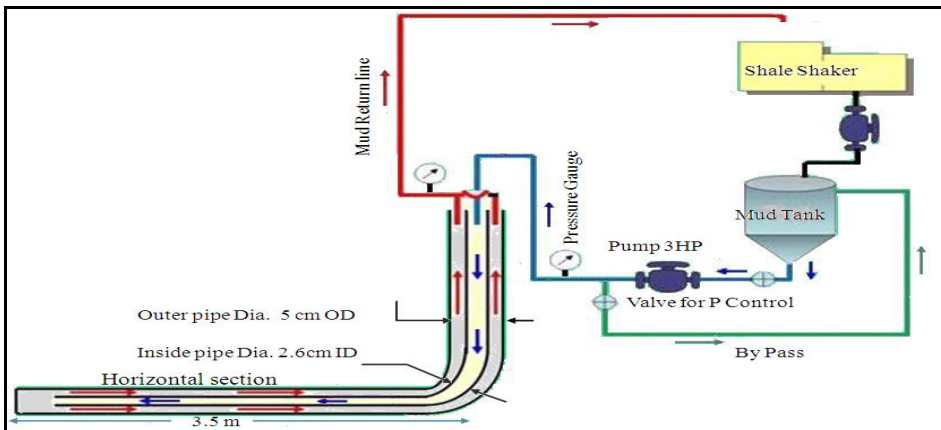 Shale Shaker
Mud Return line
Pressure Gauge
Mud Tank
Pump 3HP
Valve for P Control
Outer pipe Dia. 5 cm OD
By Pass
Inside pipe Dia. 2.6cm ID
Horizontal section
3.5 m